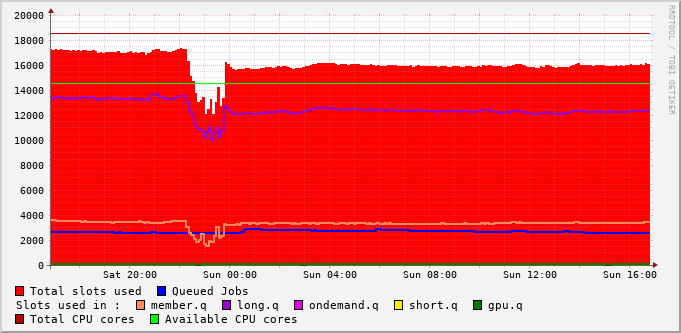 20000
18000
16000
14000
12000
10000
8000
6000
4000
2000
0
Sat 20:00 Sun 00:00 Sun 04:00 Sun 08:00 Sun 12:00 Sun 16:00
RRDTOOL / TOBI OETIKER
Total slots used Queued Jobs
Slots used in : member.q long.q ondemand.q short.q gpu.q
Total CPU cores Available CPU cores